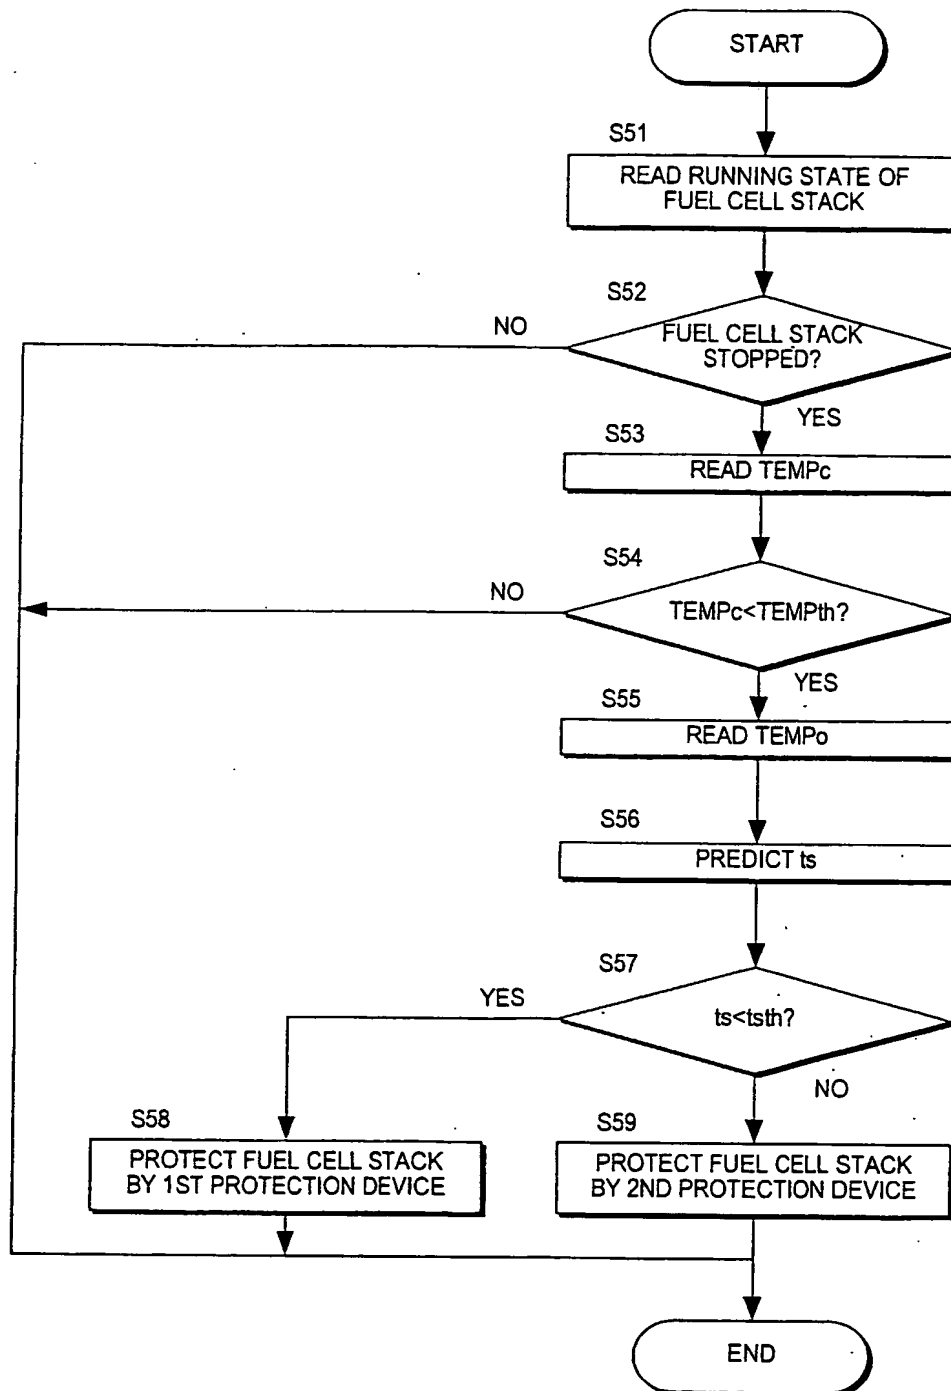 START
S51
READ RUNNING STATE OF
FUEL CELL STACK
S52
NO
FUEL CELL STACK
STOPPED?
YES
S53
READ TEMPc
S54
NO
TEMPc<TEMPth?
YES
S55
READ TEMPo
S56
PREDICT ts
S57
YES
ts<tsth?
NO
S58
PROTECT FUEL CELL STACK
BY 1ST PROTECTION DEVICE
S59
PROTECT FUEL CELL STACK
BY 2ND PROTECTION DEVICE
END